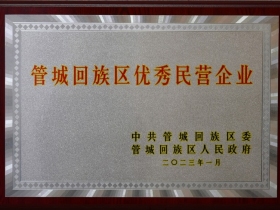 管城回族区优秀民营企业
中共管城回族区委
管城回族区人民政府
二〇二三年一月